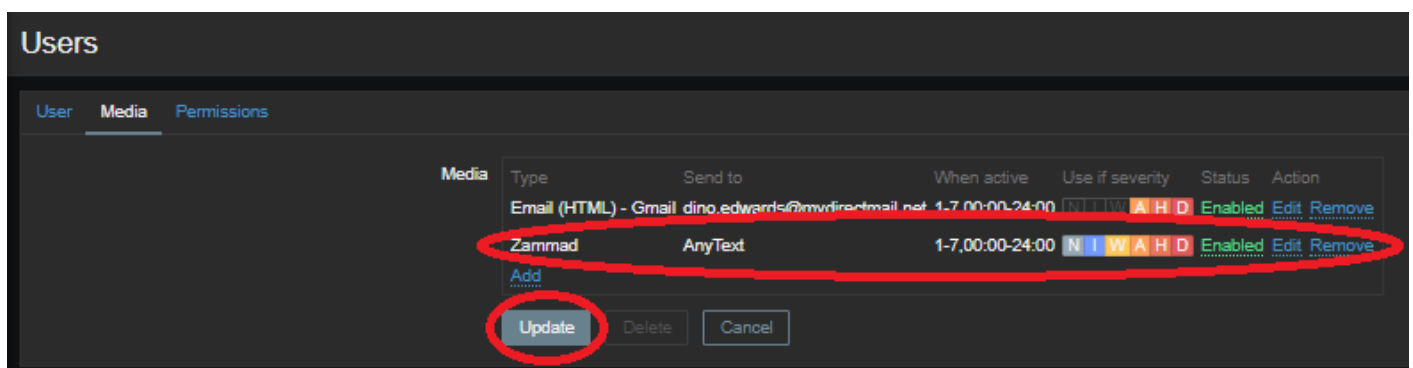 Users
User Media Permissions
Media Type Send to When active Use if severity Status Action
Email (HTML) - Gmail dino.edwards@mydirectmail.net 1-7,00:00-24:00 N I W A H D Enabled Edit Remove
Zammad AnyText 1-7,00:00-24:00 N I W A H D Enabled Edit Remove
Add
Update Delete Cancel